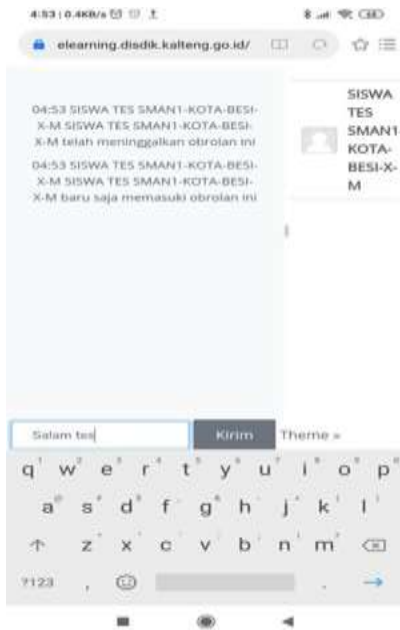 4:53 | 0.4KB/s
elearning.disdik.kalteng.go.id/
04:53 SISWA TES SMAN1-KOTA-BESI-
X-M SISWA TES SMAN1-KOTA-BESI-
X-M telah meninggalkan obrolan ini
04:53 SISWA TES SMAN1-KOTA-BESI-
X-M SISWA TES SMAN1-KOTA-BESI-
X-M baru saja memasuki obrolan ini
SISWA
TES
SMAN1-
KOTA-
BESI-X-
M
Salam tes
Kirim
Theme »
q w e r t y u i o p
a s d f g h j k l
z x c v b n m
?123 , .